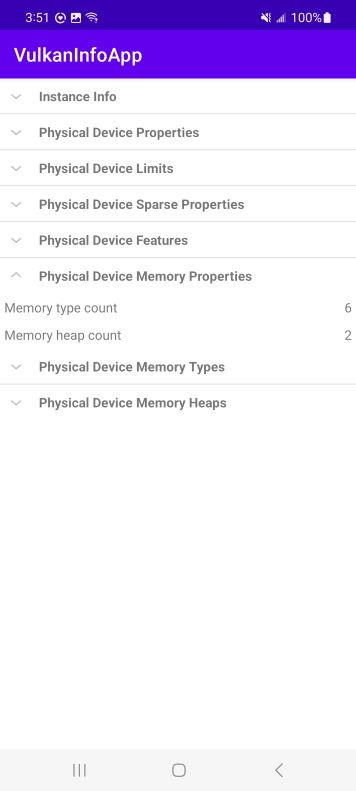 3:51 100%
VulkanInfoApp
Instance Info
Physical Device Properties
Physical Device Limits
Physical Device Sparse Properties
Physical Device Features
Physical Device Memory Properties
Memory type count 6
Memory heap count 2
Physical Device Memory Types
Physical Device Memory Heaps